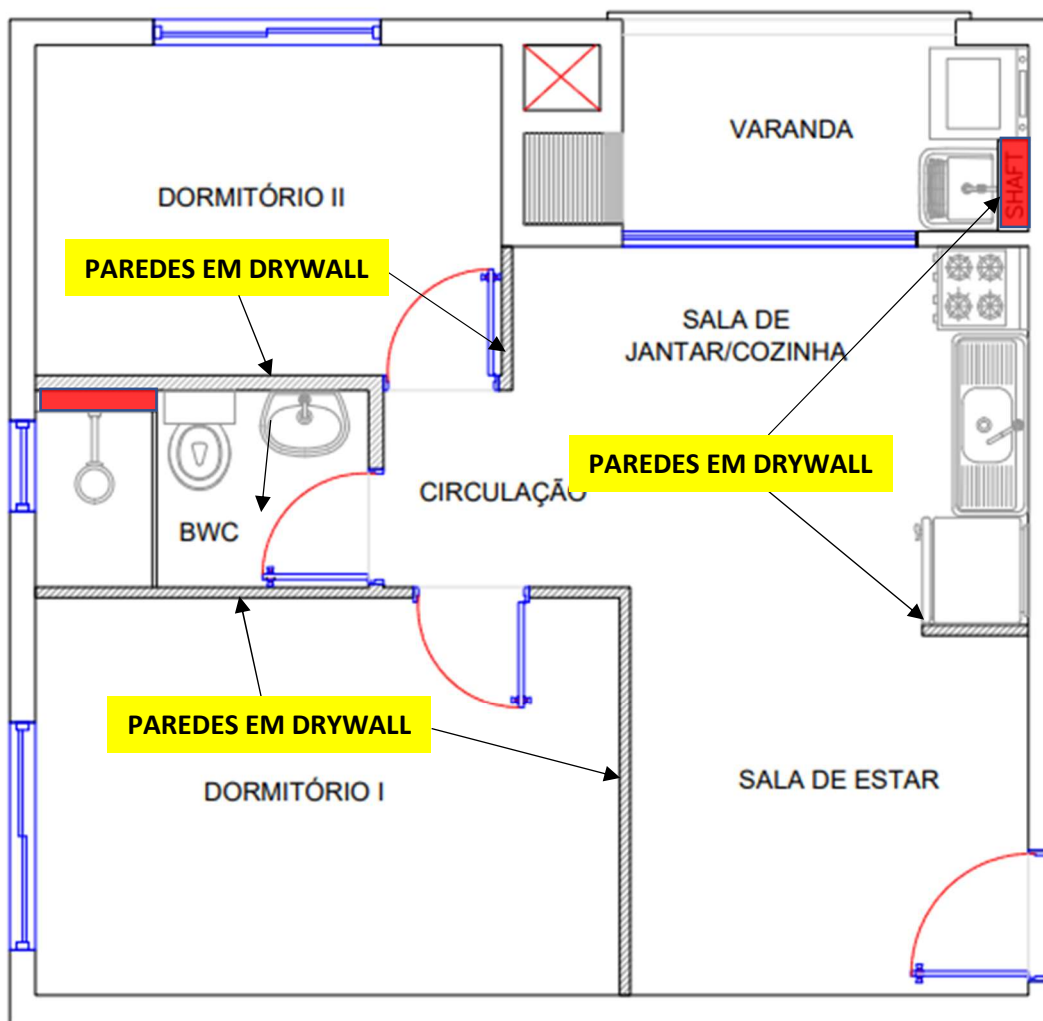 VARANDA
SHAFT
DORMITÓRIO II
PAREDES EM DRYWALL
SALA DE
JANTAR/COZINHA
PAREDES EM DRYWALL
CIRCULAÇÃO
BWC
PAREDES EM DRYWALL
DORMITÓRIO I
SALA DE ESTAR